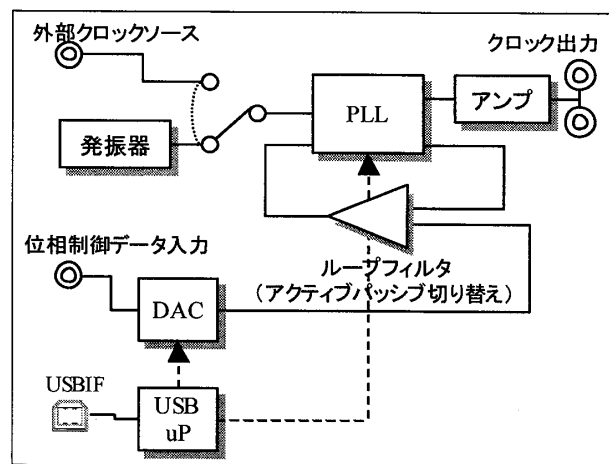 外部クロックソース
クロック出力
PLL
アンプ
発振器
位相制御データ入力
ループフィルタ
(アクティブパッシブ切り替え)
DAC
USBIF
USB
uP